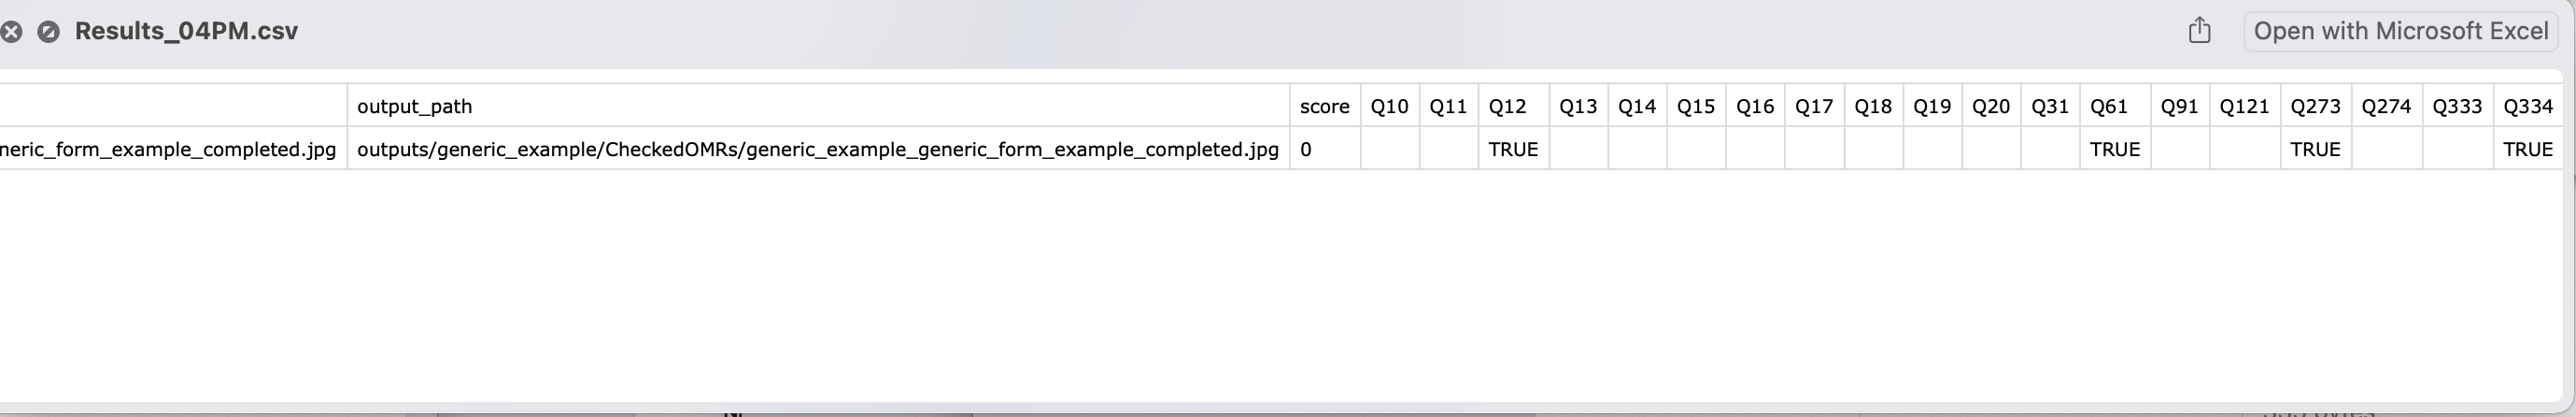 Results_04PM.csv Open with Microsoft Excel
output_path score Q10 Q11 Q12 Q13 Q14 Q15 Q16 Q17 Q18 Q19 Q20 Q31 Q61 Q91 Q121 Q273 Q274 Q333 Q334
neric_form_example_completed.jpg outputs/generic_example/CheckedOMRs/generic_example_generic_form_example_completed.jpg 0 TRUE TRUE TRUE TRUE